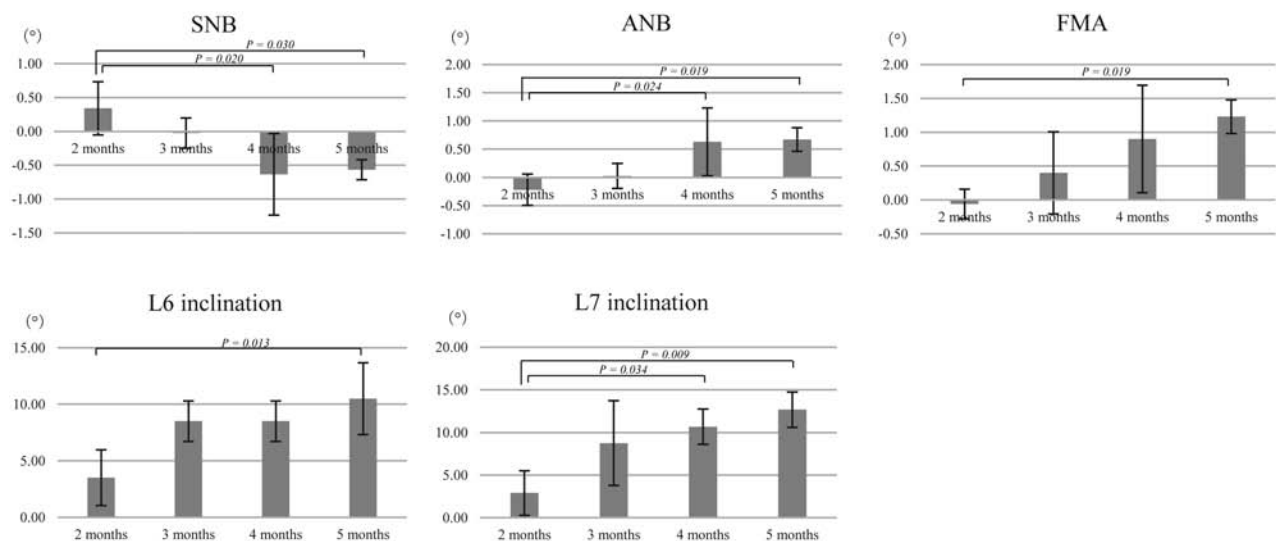 SNB
(°)
P = 0.030
P = 0.020
1.00
0.50
0.00
-0.50
-1.00
-1.50
2 months 3 months 4 months 5 months
ANB
(°)
P = 0.019
P = 0.024
2.00
1.50
1.00
0.50
0.00
-0.50
-1.00
2 months 3 months 4 months 5 months
FMA
(°)
P = 0.019
2.00
1.50
1.00
0.50
0.00
-0.50
2 months 3 months 4 months 5 months
L6 inclination
(°)
P = 0.013
15.00
10.00
5.00
0.00
2 months 3 months 4 months 5 months
L7 inclination
(°)
P = 0.009
P = 0.034
20.00
15.00
10.00
5.00
0.00
2 months 3 months 4 months 5 months